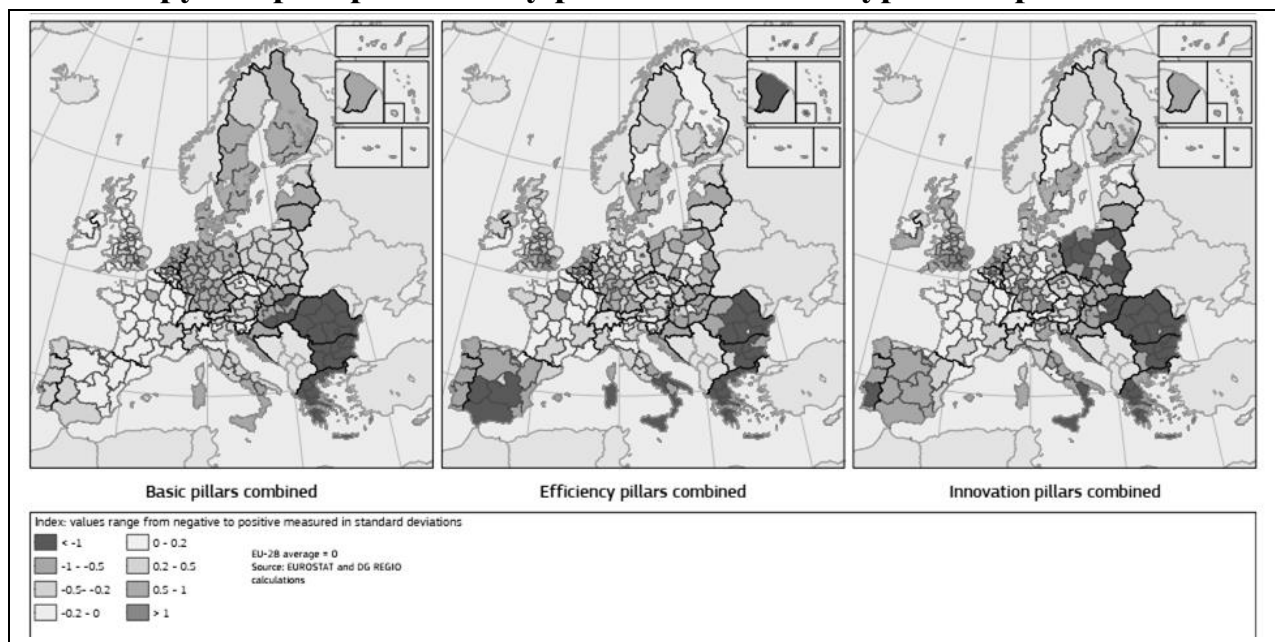 Basic pillars combined
Efficiency pillars combined
Innovation pillars combined
Index: values range from negative to positive measured in standard deviations
< -1
0 - 0.2
-1 - -0.5
0.2 - 0.5
-0.5- -0.2
0.5 - 1
-0.2 - 0
> 1
EU-28 average = 0
Source: EUROSTAT and DG REGIO
calculations